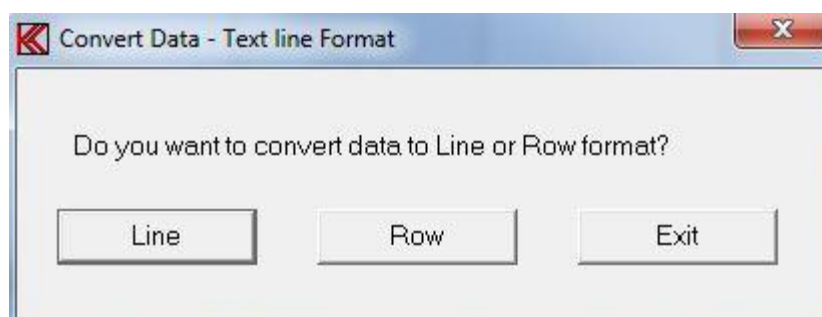 Convert Data - Text line Format
Do you want to convert data to Line or Row format?
Line Row Exit